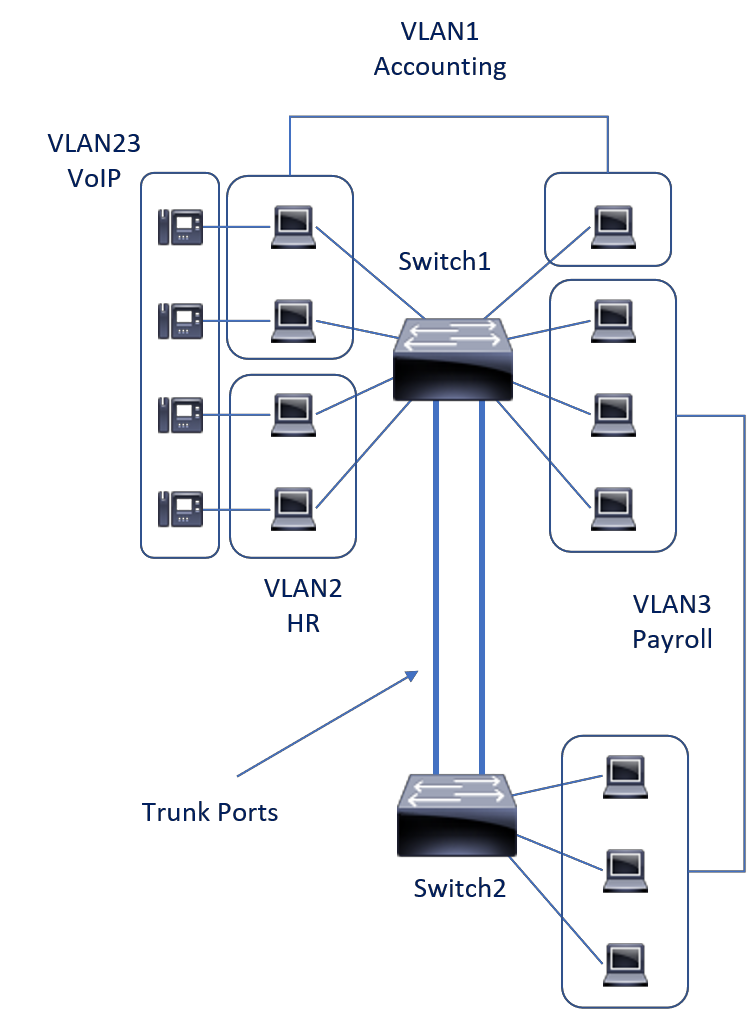 VLAN1
Accounting
VLAN23
VoIP
Switch1
VLAN2
HR
VLAN3
Payroll
Trunk Ports
Switch2